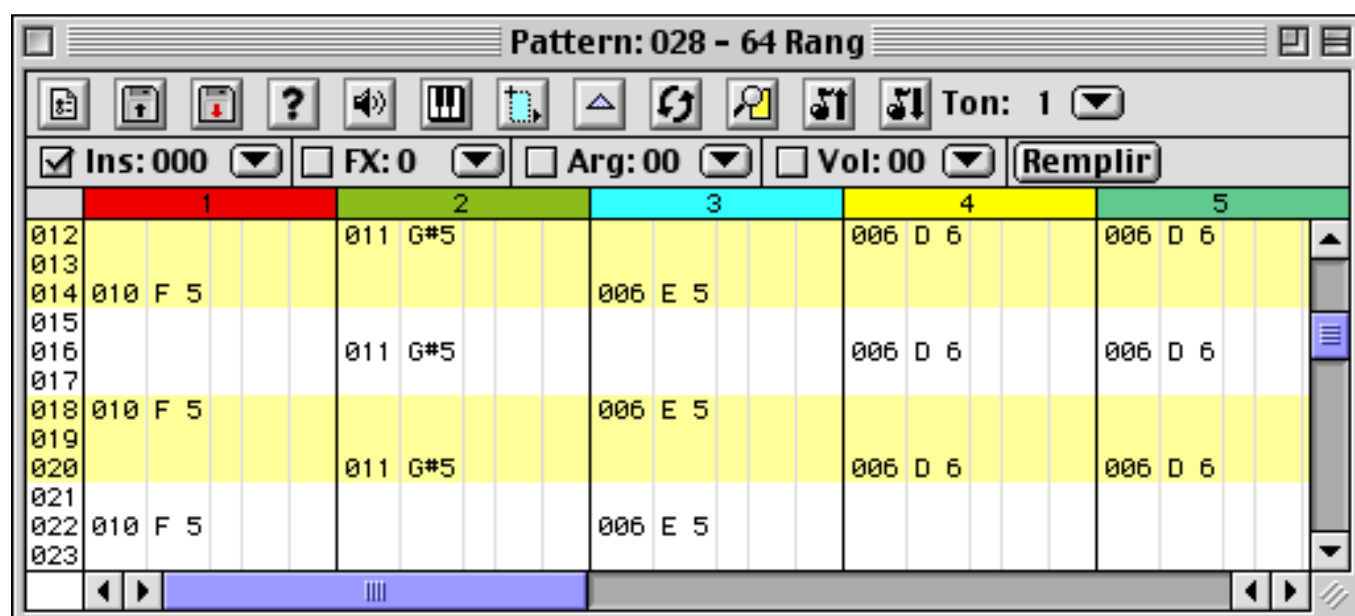 Pattern: 028 – 64 Rang
? Ton: 1
Ins: 000 FX: 0 Arg: 00 Vol: 00 Remplir
1 2 3 4 5
012 011 G#5 006 D 6 006 D 6
013
014 010 F 5 006 E 5
015
016 011 G#5 006 D 6 006 D 6
017
018 010 F 5 006 E 5
019
020 011 G#5 006 D 6 006 D 6
021
022 010 F 5 006 E 5
023